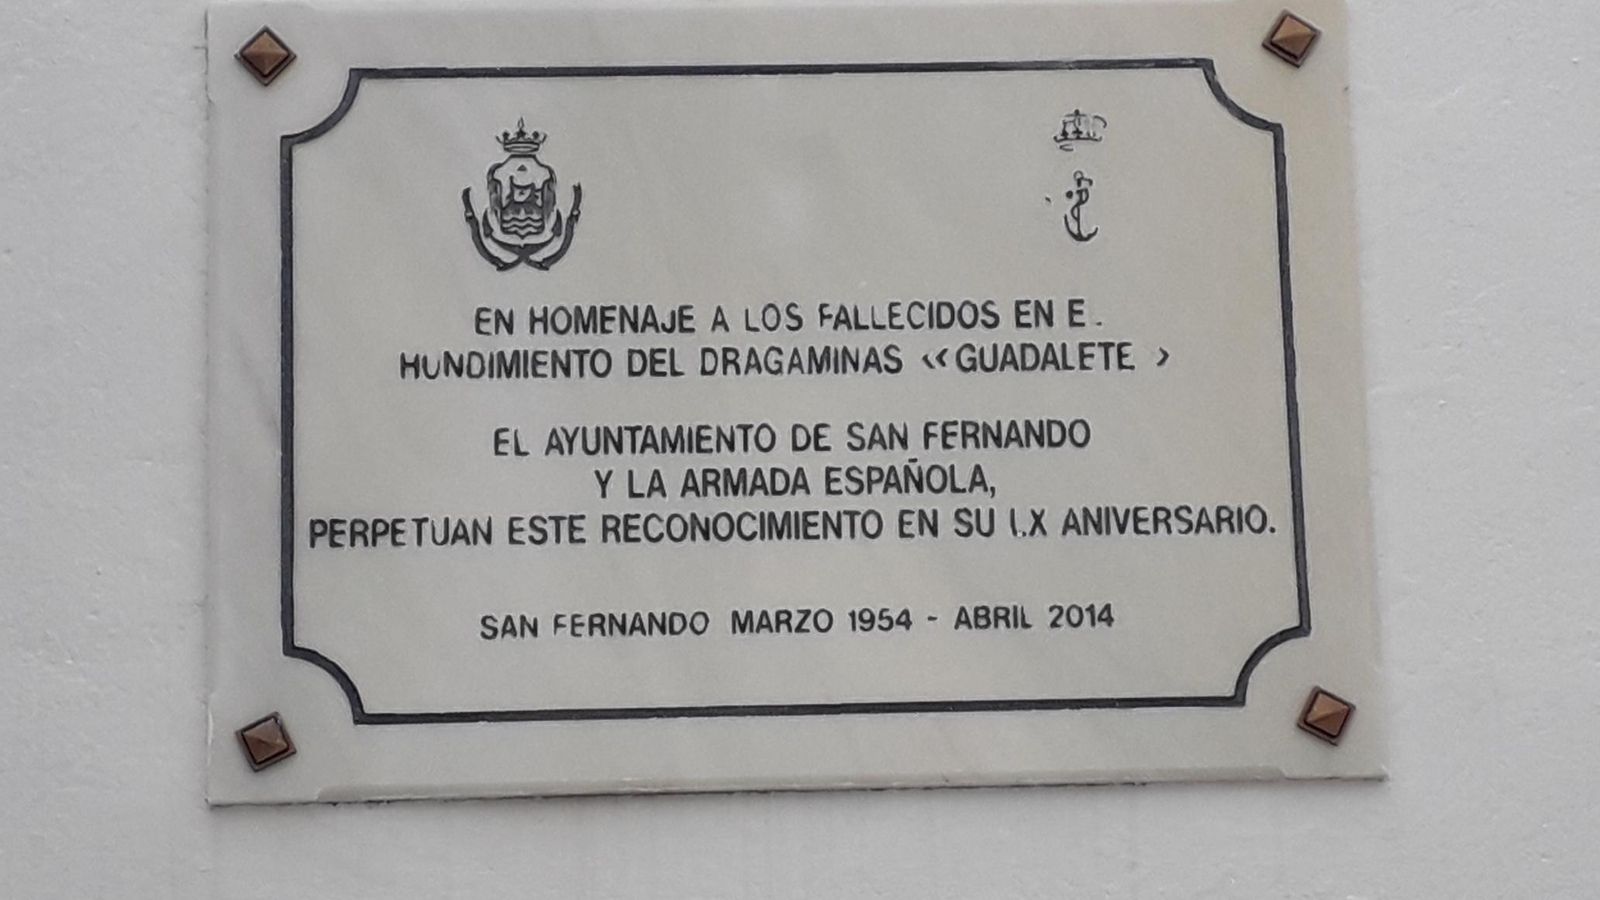 EN HOMENAJE A LOS FALLECIDOS EN E.
HUNDIMIENTO DEL DRAGAMINAS «GUADALETE ›
EL AYUNTAMIENTO DE SAN FERNANDO
Y LA ARMADA ESPAÑOLA,
PERPETUAN ESTE RECONOCIMIENTO EN SU LX ANIVERSARIO.
SAN FERNANDO MARZO 1954 - ABRIL 2014